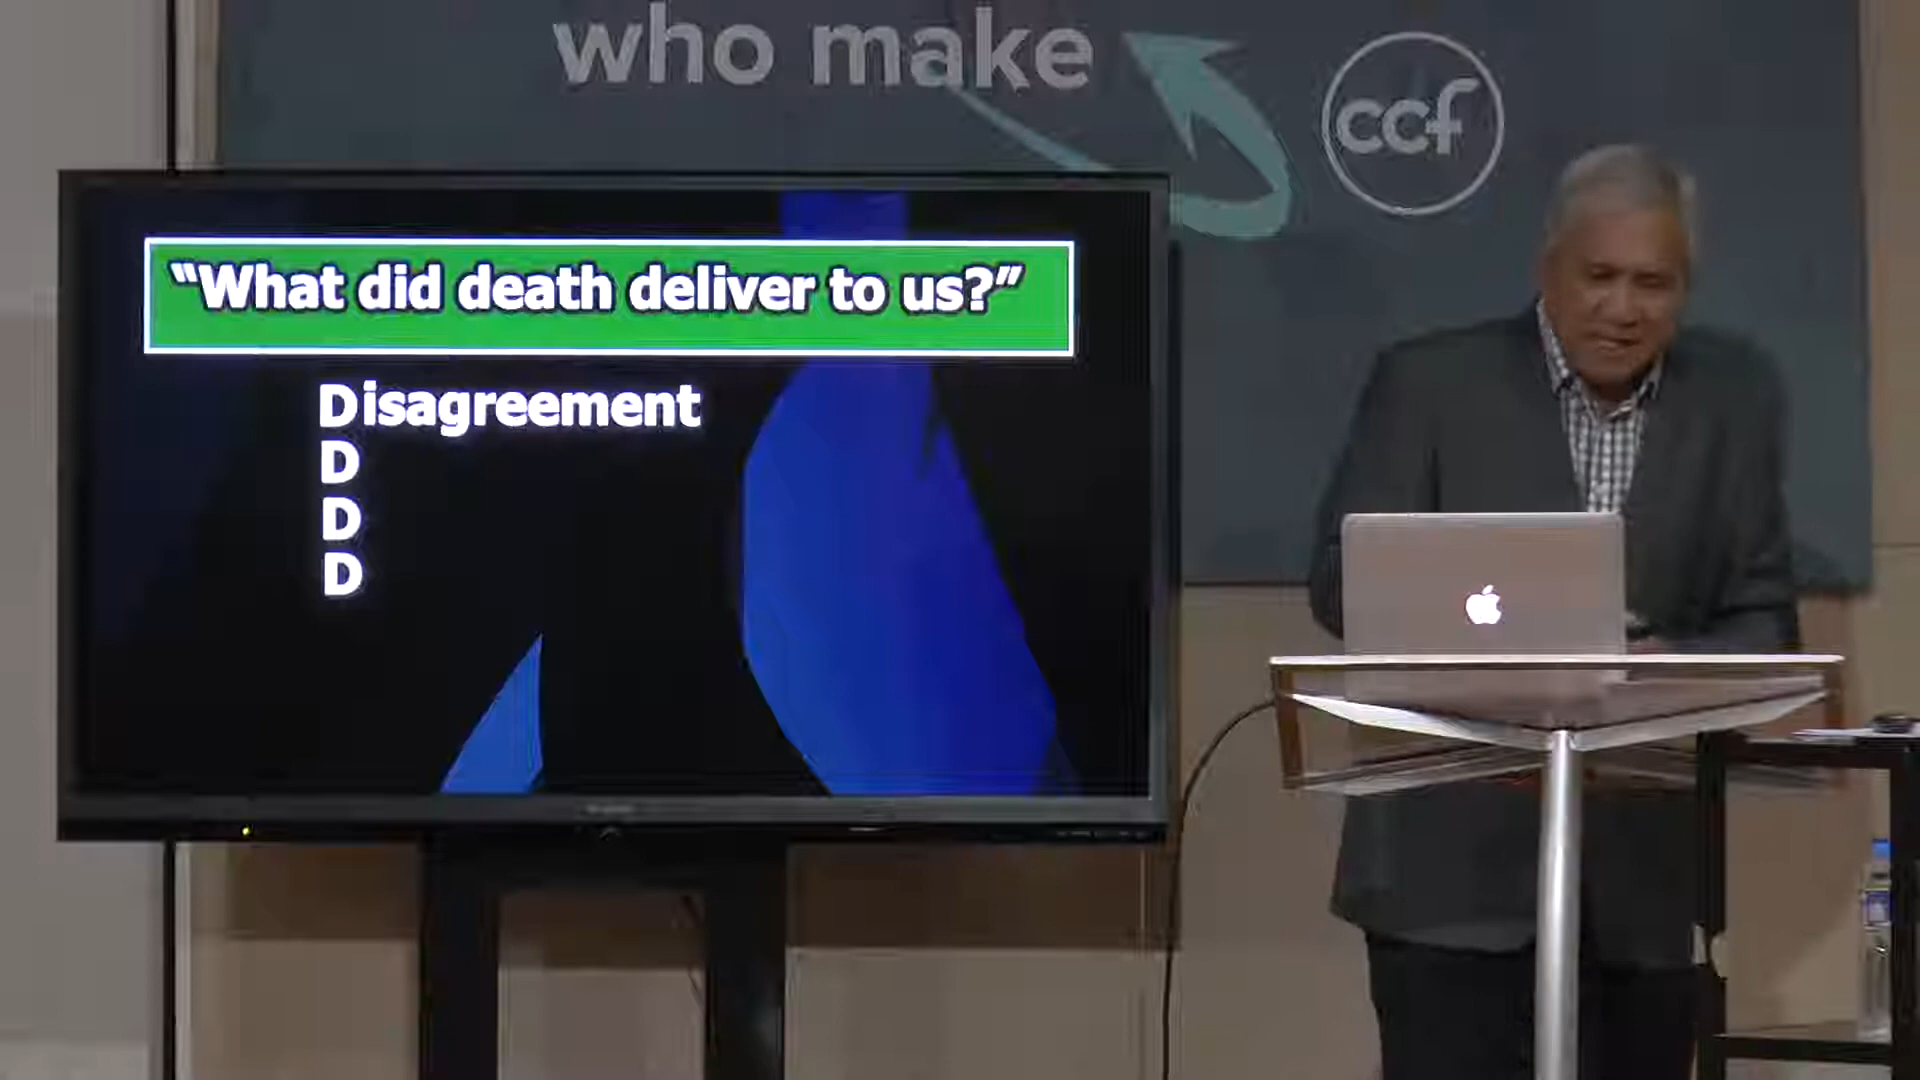 who make
ccf
“What did death deliver to us?”
Disagreement
D
D
D